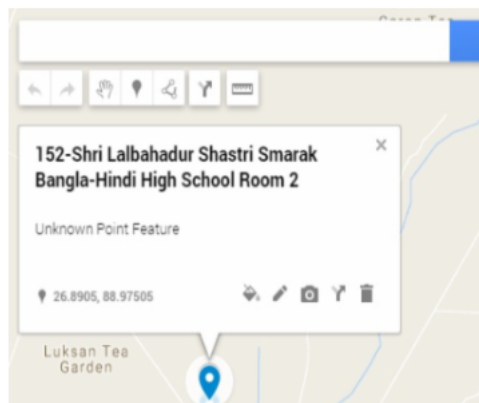 152-Shri Lalbahadur Shastri Smarak
Bangla-Hindi High School Room 2
Unknown Point Feature
26.8905, 88.97505
Luksan Tea
Garden